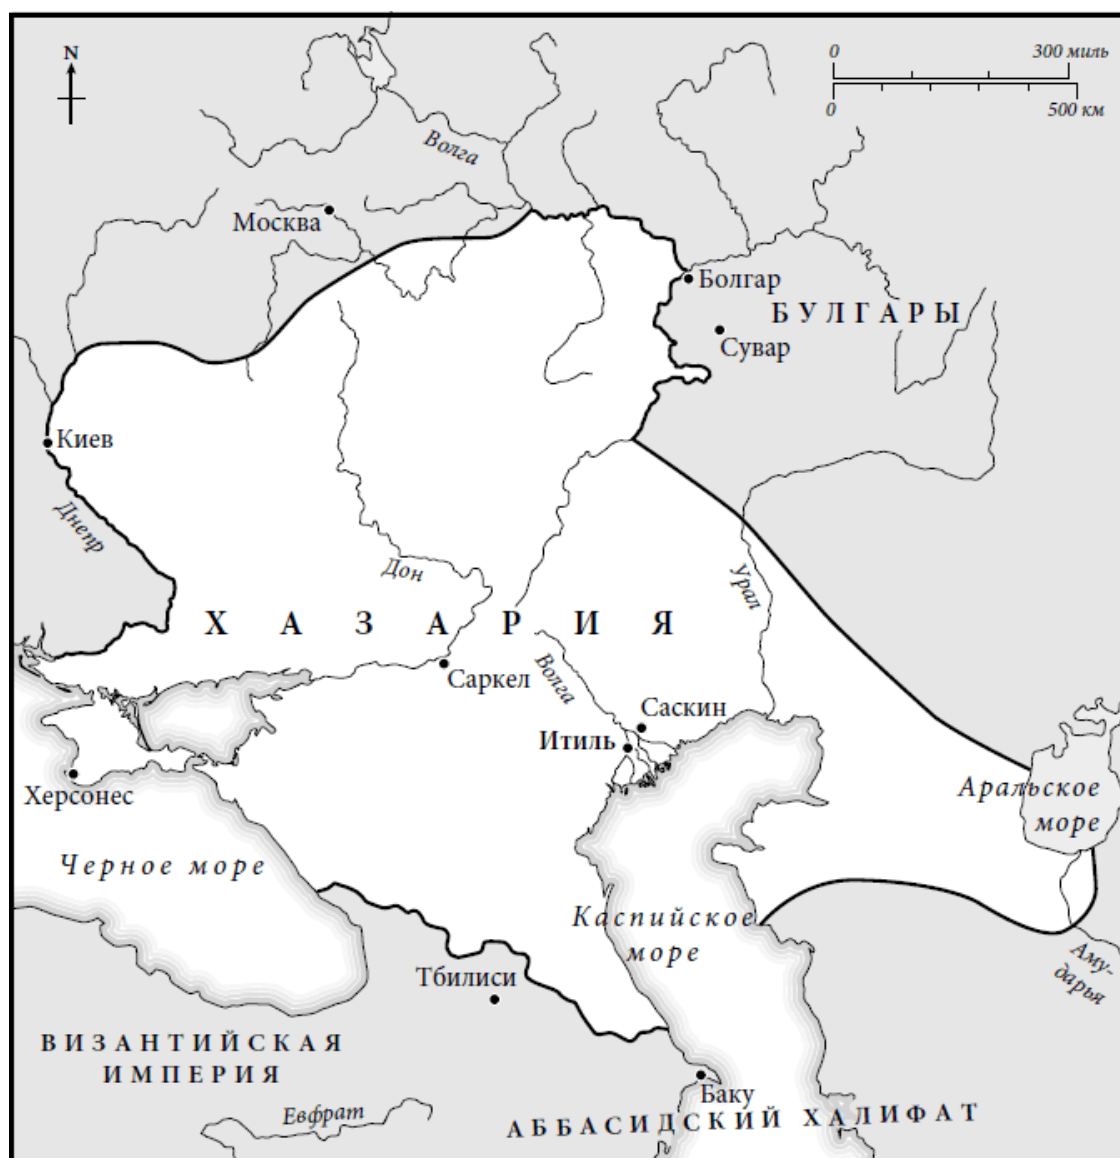 N
0 300 миль
0 500 км
Волга
Москва
Болгар
БУЛГАРЫ
Сувар
Киев
Днепр
Дон
Урал
ХАЗАРИЯ
Саркел
Волга
Саскин
Итиль
Херсонес
Аральское
море
Черное море
Каспийское
море
Тбилиси
Аму-
дарья
ВИЗАНТИЙСКАЯ
ИМПЕРИЯ
Баку
Евфрат
АББАСИДСКИЙ ХАЛИФАТ